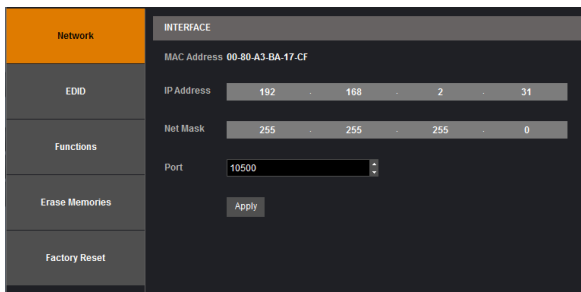 Network
EDID
Functions
Erase Memories
Factory Reset
INTERFACE
MAC Address 00-80-A3-BA-17-CF
IP Address 192 . 168 . 2 . 31
Net Mask 255 . 255 . 255 . 0
Port 10500
Apply